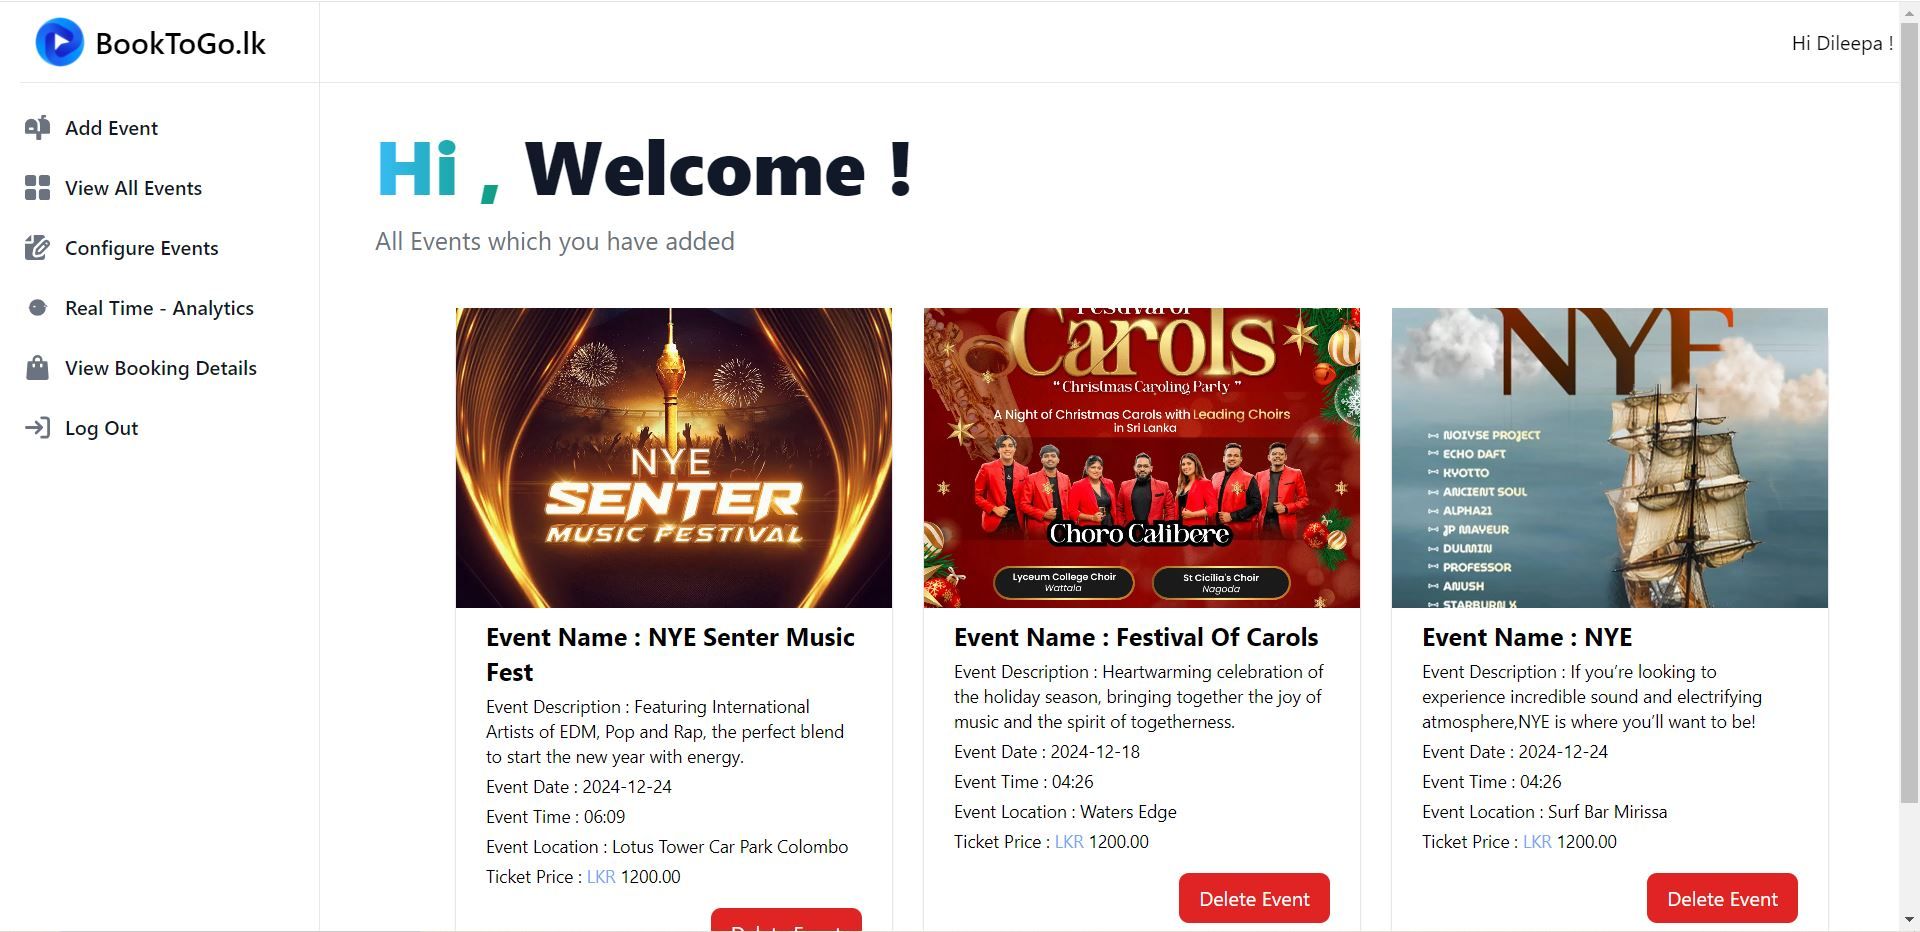 BookToGo.lk
Hi Dileepa !
Add Event
View All Events
Configure Events
Real Time - Analytics
View Booking Details
Log Out
Hi , Welcome !
All Events which you have added
NYE
SENTER
MUSIC FESTIVAL
Event Name : NYE Senter Music
Fest
Event Description : Featuring International
Artists of EDM, Pop and Rap, the perfect blend
to start the new year with energy.
Event Date : 2024-12-24
Event Time : 06:09
Event Location : Lotus Tower Car Park Colombo
Ticket Price : LKR 1200.00
Delete Event
Festival of
Carols
“ Christmas Caroling Party ”
A Night of Christmas Carols with Leading Choirs
in Sri Lanka
Choro Calibere
Lyceum College Choir
Wattala
St Cicilia's Choir
Nagoda
Event Name : Festival Of Carols
Event Description : Heartwarming celebration of
the holiday season, bringing together the joy of
music and the spirit of togetherness.
Event Date : 2024-12-18
Event Time : 04:26
Event Location : Waters Edge
Ticket Price : LKR 1200.00
Delete Event
NYE
NOIYSE PROJECT
ECHO DAFT
KYOTTO
ANCIENT SOUL
ALPHA21
JP MAYEUR
DULMIN
PROFESSOR
ANUSH
STARBURN X
Event Name : NYE
Event Description : If you’re looking to
experience incredible sound and electrifying
atmosphere,NYE is where you’ll want to be!
Event Date : 2024-12-24
Event Time : 04:26
Event Location : Surf Bar Mirissa
Ticket Price : LKR 1200.00
Delete Event